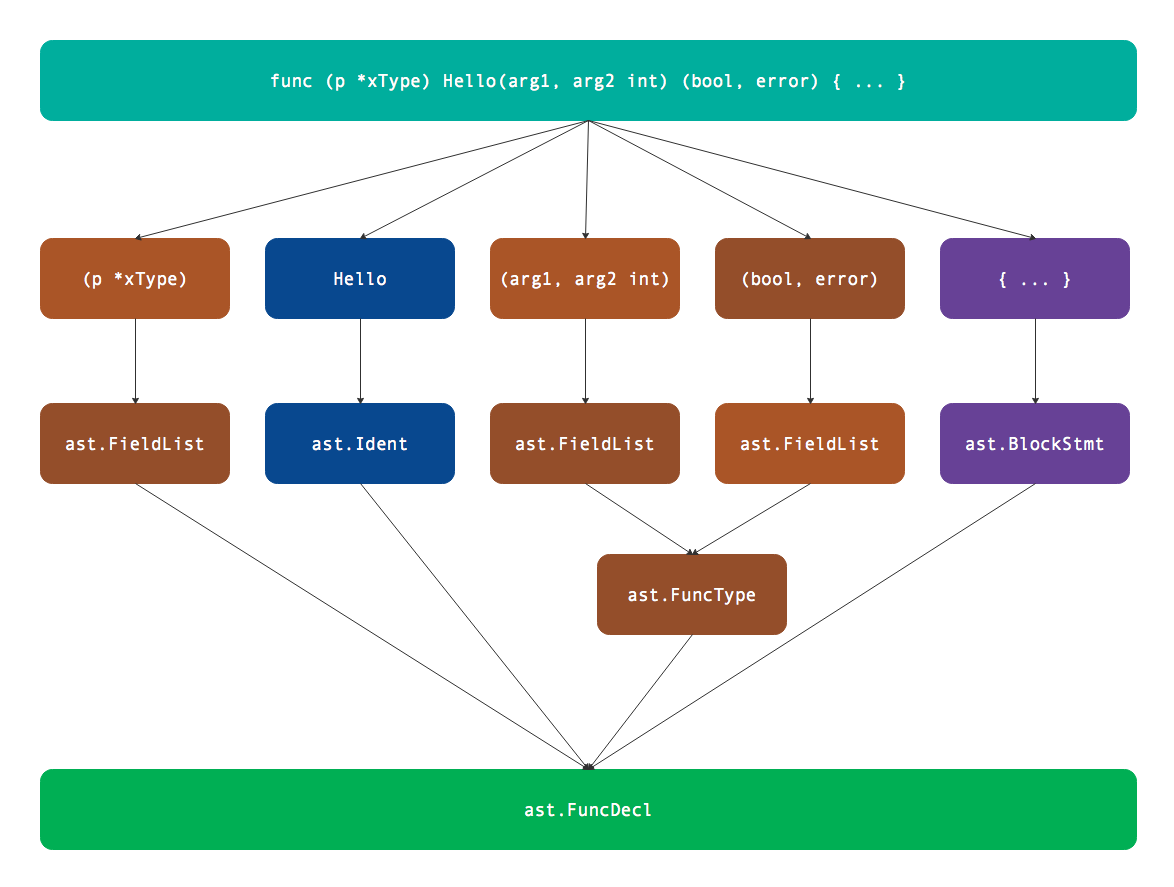 func (p *xType) Hello(arg1, arg2 int) (bool, error) { ... }
(p *xType)
Hello
(arg1, arg2 int)
(bool, error)
{ ... }
ast.FieldList
ast.Ident
ast.FieldList
ast.FieldList
ast.BlockStmt
ast.FuncType
ast.FuncDecl